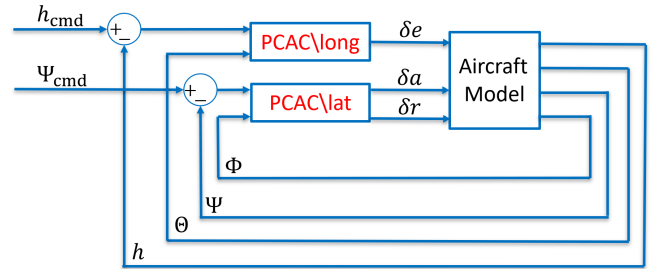 h_cmd
+
−
PCAC\long
δe
Ψ_cmd
+
−
PCAC\lat
δa
δr
Aircraft
Model
Φ
Ψ
Θ
h